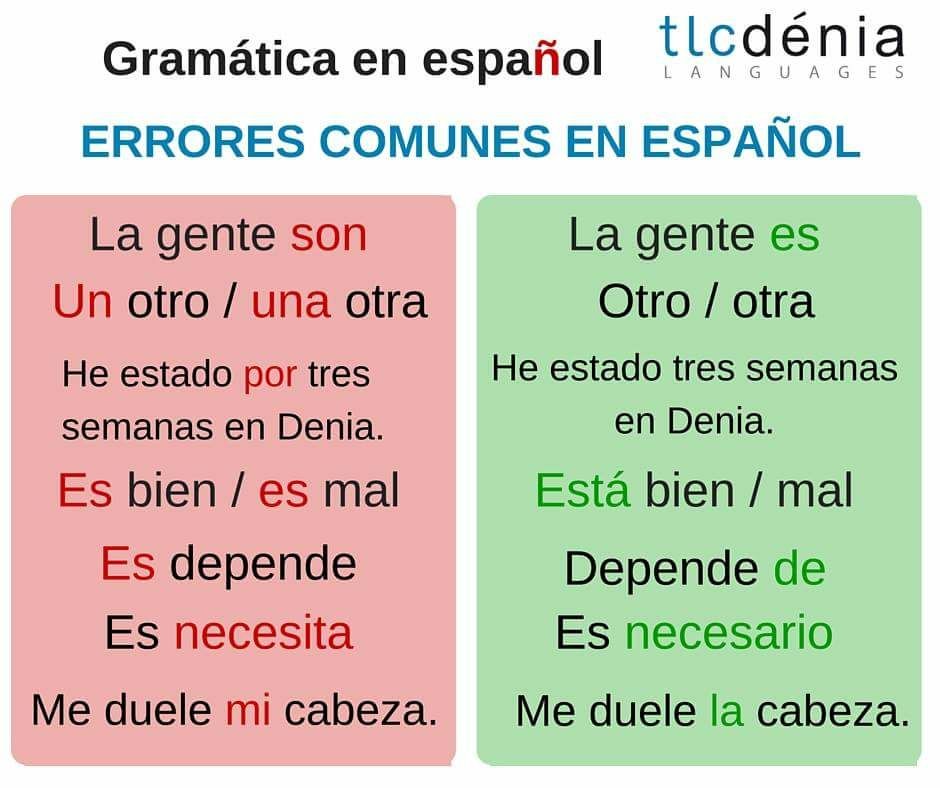 Gramática en español
tlcdénia
LANGUAGES
ERRORES COMUNES EN ESPAÑOL
La gente son
Un otro / una otra
He estado por tres
semanas en Denia.
Es bien / es mal
Es depende
Es necesita
Me duele mi cabeza.
La gente es
Otro / otra
He estado tres semanas
en Denia.
Está bien / mal
Depende de
Es necesario
Me duele la cabeza.